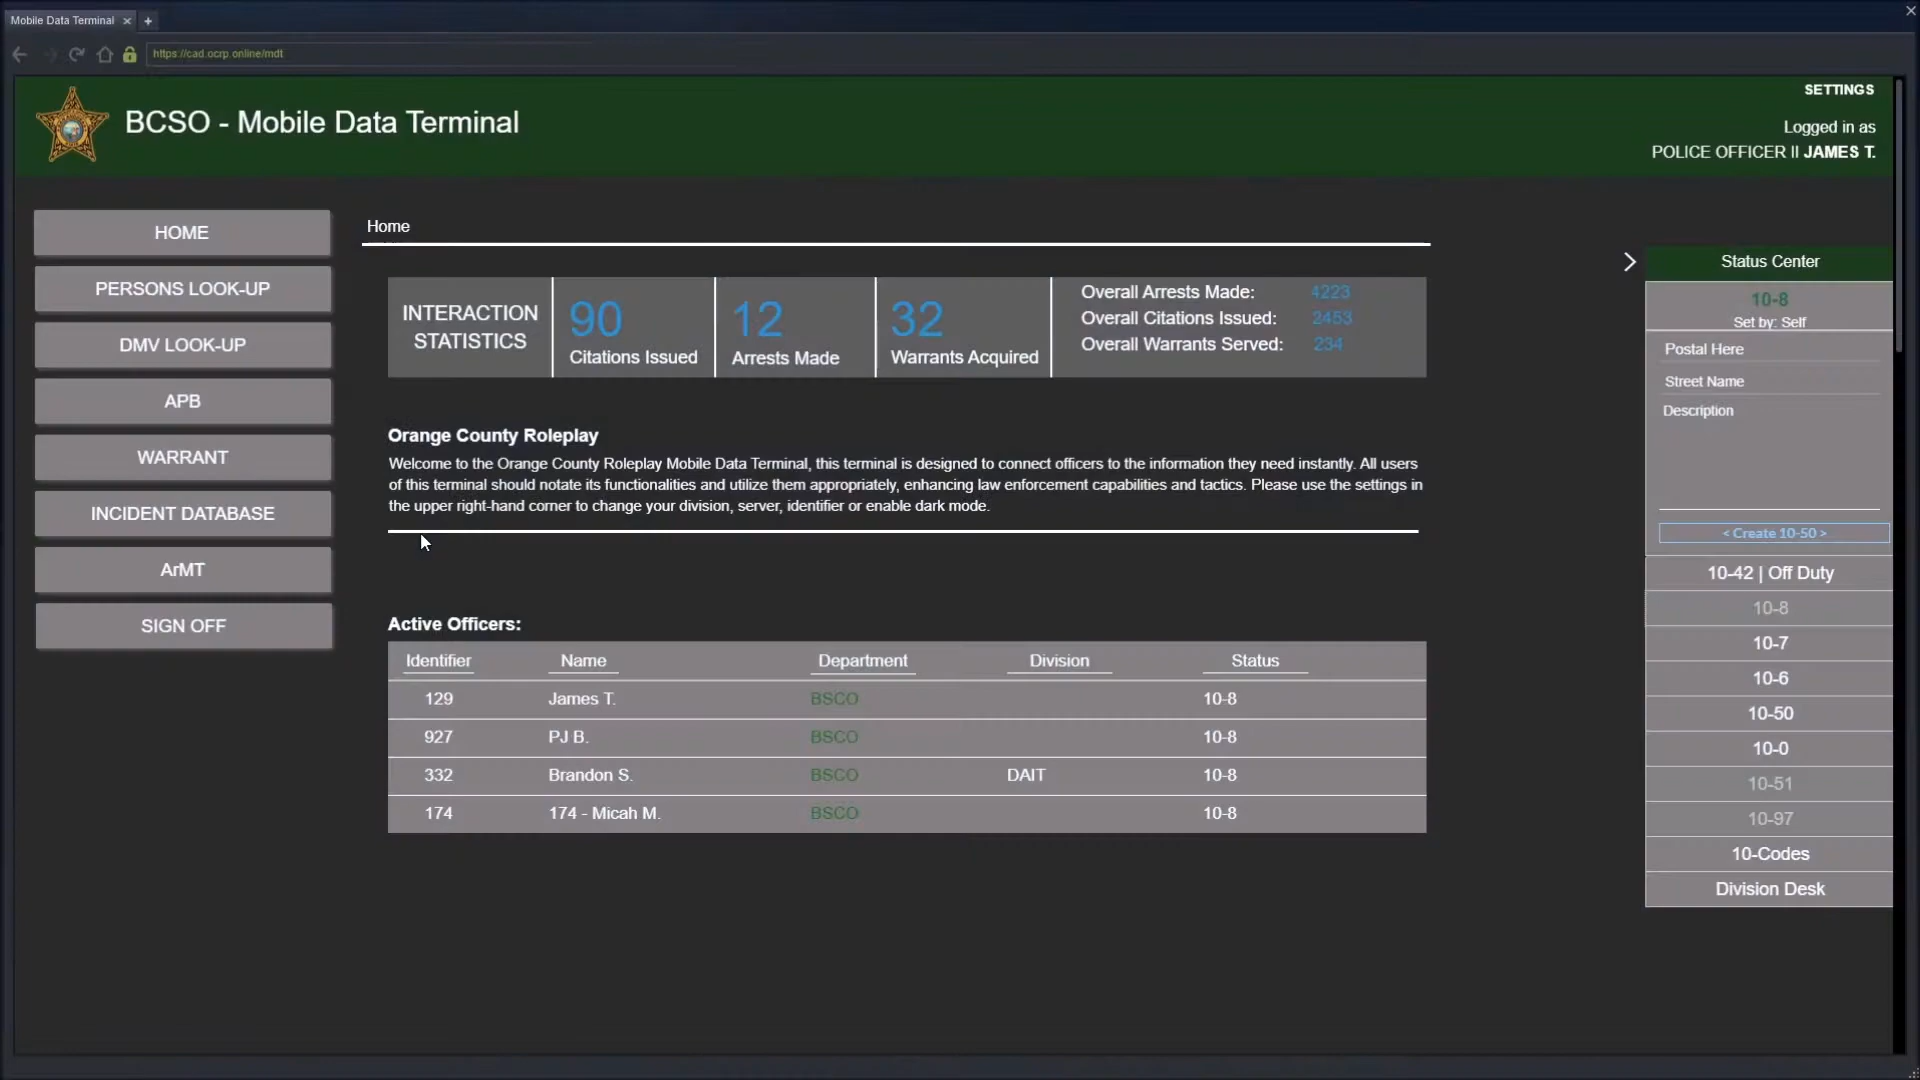 Mobile Data Terminal
https://cad.ocrp.online/mdt
BCSO - Mobile Data Terminal
SETTINGS
Logged in as
POLICE OFFICER II JAMES T.
HOME
PERSONS LOOK-UP
DMV LOOK-UP
APB
WARRANT
INCIDENT DATABASE
ArMT
SIGN OFF
Home
INTERACTION
STATISTICS
90
Citations Issued
12
Arrests Made
32
Warrants Acquired
Overall Arrests Made: 4223
Overall Citations Issued: 2453
Overall Warrants Served: 234
Orange County Roleplay
Welcome to the Orange County Roleplay Mobile Data Terminal, this terminal is designed to connect officers to the information they need instantly. All users
of this terminal should notate its functionalities and utilize them appropriately, enhancing law enforcement capabilities and tactics. Please use the settings in
the upper right-hand corner to change your division, server, identifier or enable dark mode.
Active Officers:
Identifier Name Department Division Status
129 James T. BSCO 10-8
927 PJ B. BSCO 10-8
332 Brandon S. BSCO DAIT 10-8
174 174 - Micah M. BSCO 10-8
Status Center
10-8
Set by: Self
Postal Here
Street Name
Description
< Create 10-50 >
10-42 | Off Duty
10-8
10-7
10-6
10-50
10-0
10-51
10-97
10-Codes
Division Desk